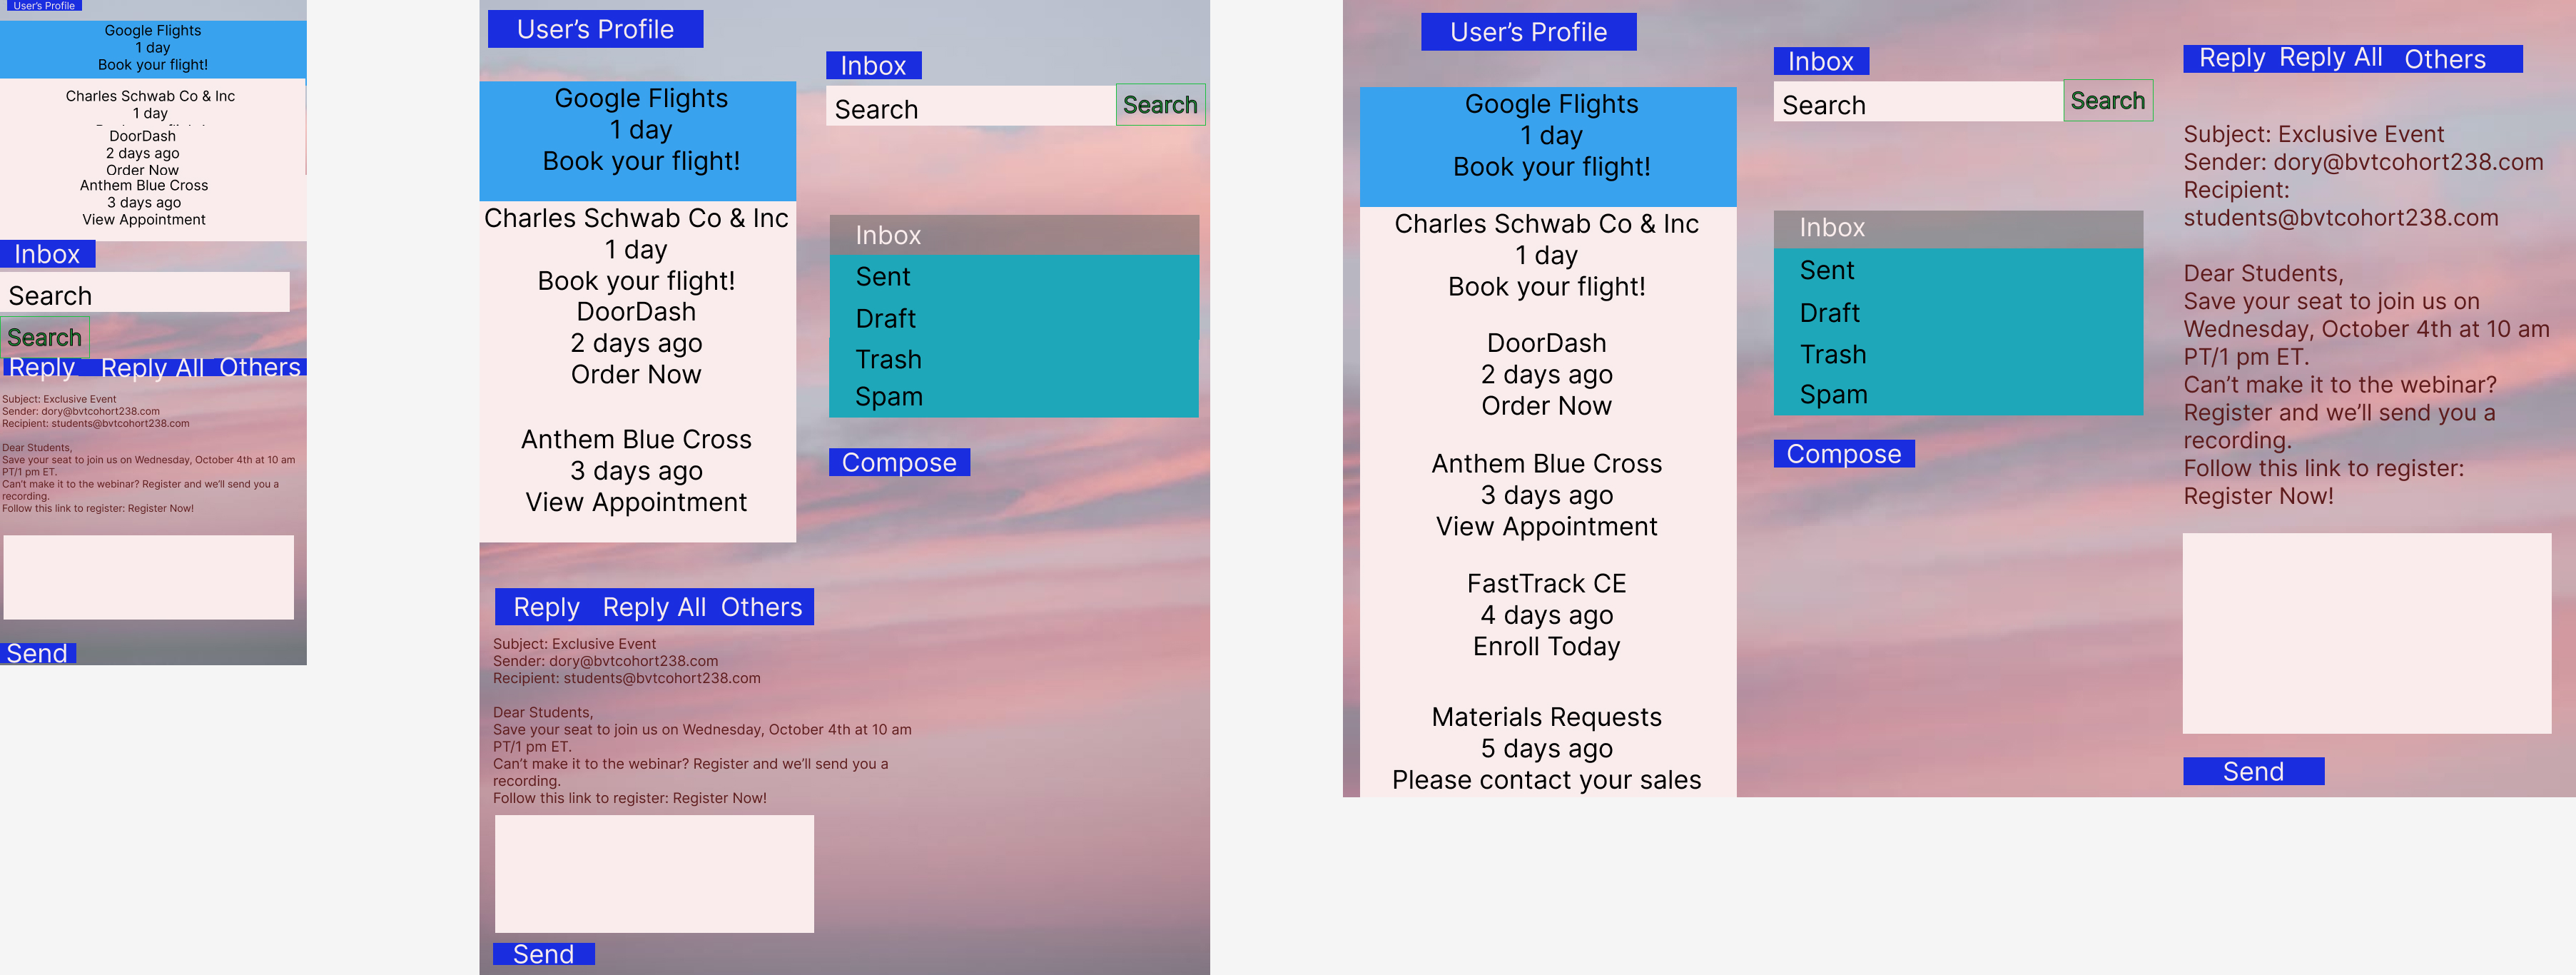 User's Profile
Google Flights
1 day
Book your flight!
Charles Schwab Co & Inc
1 day
DoorDash
2 days ago
Order Now
Anthem Blue Cross
3 days ago
View Appointment
Inbox
Search
Search
Reply Reply All Others
Subject: Exclusive Event
Sender: dory@bvtcohort238.com
Recipient: students@bvtcohort238.com
Dear Students,
Save your seat to join us on Wednesday, October 4th at 10 am
PT/1 pm ET.
Can't make it to the webinar? Register and we'll send you a
recording.
Follow this link to register: Register Now!
Send
User's Profile
Google Flights
1 day
Book your flight!
Charles Schwab Co & Inc
1 day
Book your flight!
DoorDash
2 days ago
Order Now
Anthem Blue Cross
3 days ago
View Appointment
Inbox
Search Search
Inbox
Sent
Draft
Trash
Spam
Compose
Reply Reply All Others
Subject: Exclusive Event
Sender: dory@bvtcohort238.com
Recipient: students@bvtcohort238.com
Dear Students,
Save your seat to join us on Wednesday, October 4th at 10 am
PT/1 pm ET.
Can't make it to the webinar? Register and we'll send you a
recording.
Follow this link to register: Register Now!
Send
User's Profile
Google Flights
1 day
Book your flight!
Charles Schwab Co & Inc
1 day
Book your flight!
DoorDash
2 days ago
Order Now
Anthem Blue Cross
3 days ago
View Appointment
FastTrack CE
4 days ago
Enroll Today
Materials Requests
5 days ago
Please contact your sales
Inbox
Search Search
Inbox
Sent
Draft
Trash
Spam
Compose
Reply Reply All Others
Subject: Exclusive Event
Sender: dory@bvtcohort238.com
Recipient:
students@bvtcohort238.com
Dear Students,
Save your seat to join us on
Wednesday, October 4th at 10 am
PT/1 pm ET.
Can't make it to the webinar?
Register and we'll send you a
recording.
Follow this link to register:
Register Now!
Send